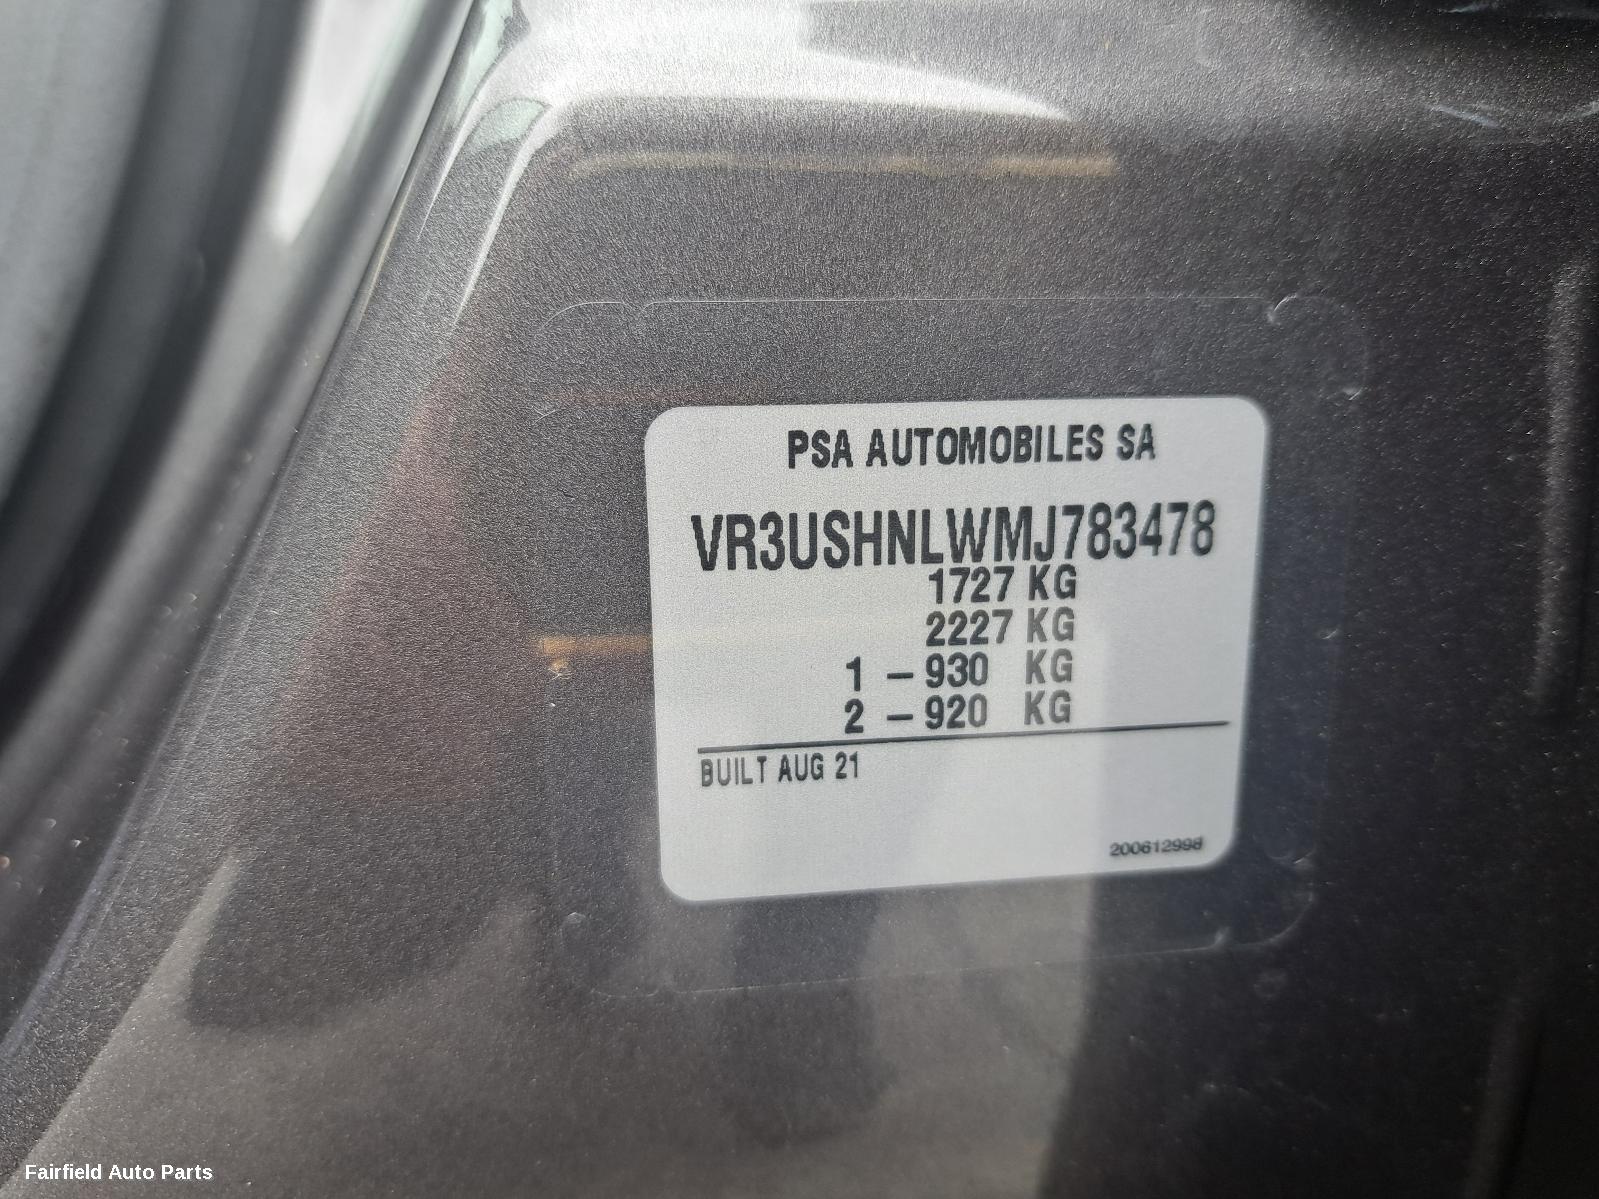 PSA AUTOMOBILES SA
VR3USHNLWMJ783478
1727 KG
2227 KG
1 – 930 KG
2 – 920 KG
BUILT AUG 21
200612998
Fairfield Auto Parts